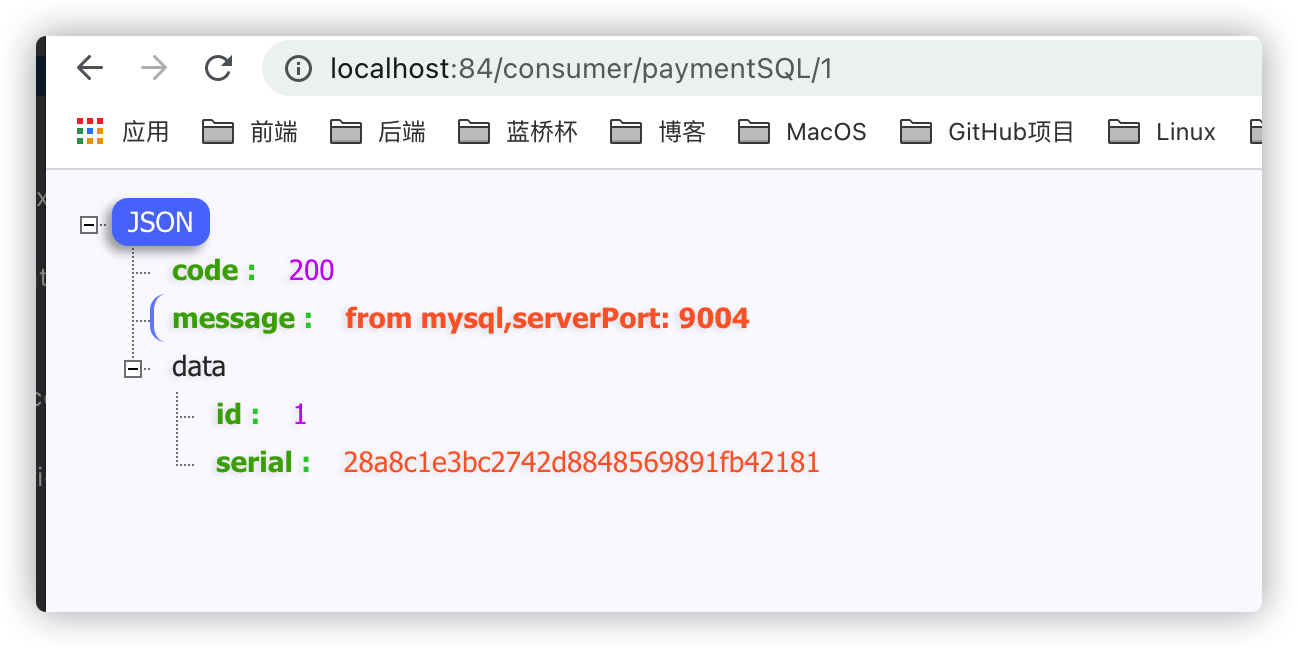 localhost:84/consumer/paymentSQL/1
应用 前端 后端 蓝桥杯 博客 MacOS GitHub项目 Linux
JSON
code : 200
message : from mysql,serverPort: 9004
data
id : 1
serial : 28a8c1e3bc2742d8848569891fb42181